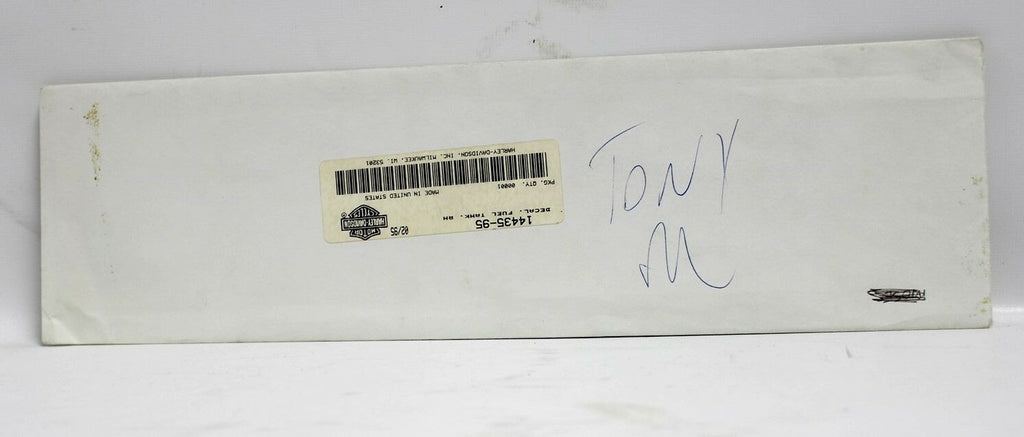 14435-95
DECAL, FUEL TANK, RH
02/95
MADE IN UNITED STATES
PKG. QTY. 00001
HARLEY-DAVIDSON, INC. MILWAUKEE, WI. 53201
TONY
M